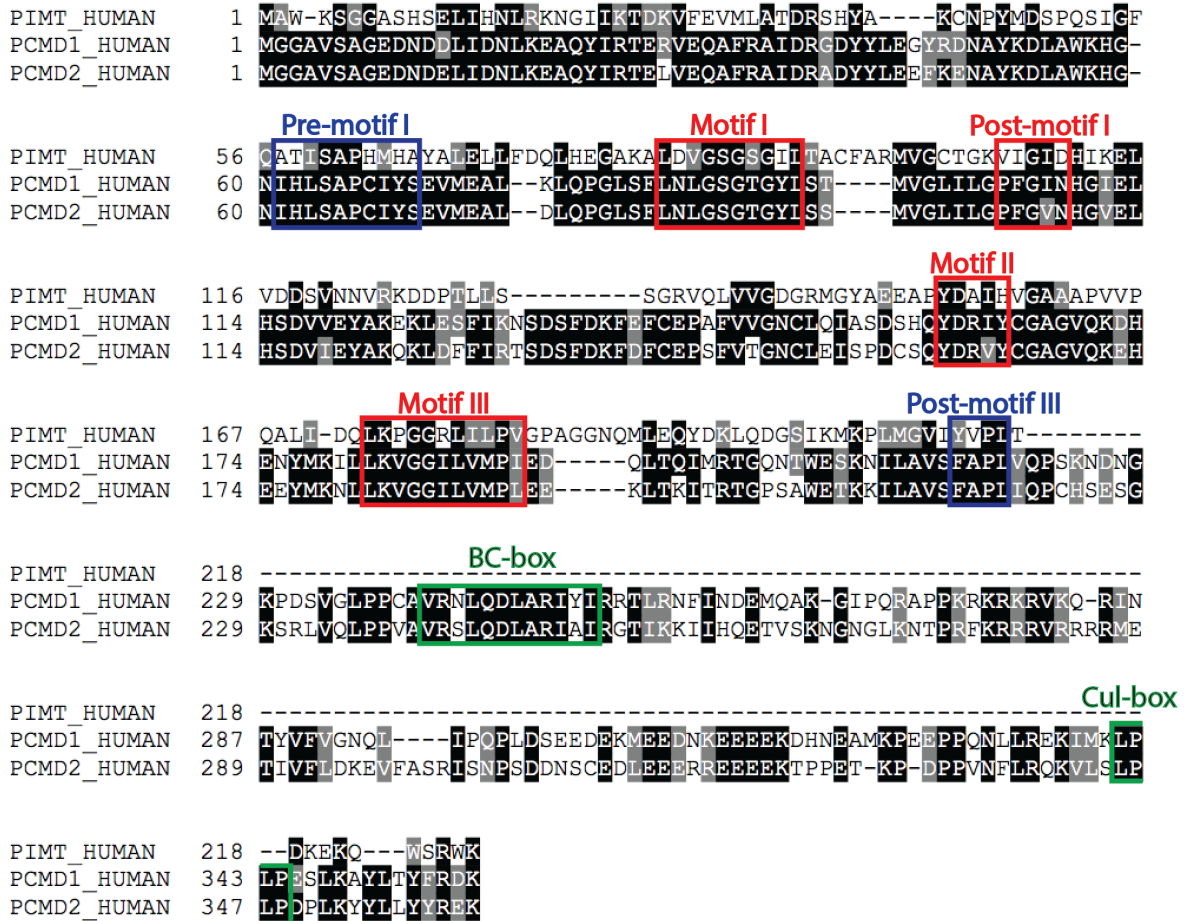 PIMT_HUMAN 1 MAW-KSGGASHSELIHNLRKNGIIKTDKVFEVMLATDRSHYA----KCNPYMDSPQSIGF
PCMD1_HUMAN 1 MGGAVSAGEDNDDLIDNLKEAQYIRTERVEQAFRAIDRGDYYLEGYRDNAYKDLAWKHG-
PCMD2_HUMAN 1 MGGAVSAGEDNDELIDNLKEAQYIRTELVEQAFRAIDRADYYLEEFKENAYKDLAWKHG-
Pre-motif I Motif I Post-motif I
PIMT_HUMAN 56 QATISAPHMHAYALELLFDQLHEGAKALDVGSGSGILTACFARMVGCTGKVIGIDHIKEL
PCMD1_HUMAN 60 NIHLSAPCIYSEVMEAL--KLQPGLSFLNLGSGTGYLST----MVGLILGPFGINHGIEL
PCMD2_HUMAN 60 NIHLSAPCIYSEVMEAL--DLQPGLSFLNLGSGTGYLSS----MVGLILGPFGVNHGVEL
Motif II
PIMT_HUMAN 116 VDDSVNNVRKDDPTLLS---------SGRVQLVVGDGRMGYAEEAPYDAIHVGAAAPVVP
PCMD1_HUMAN 114 HSDVVEYAKEKLESFIKNSDSFDKFEFCEPAFVVGNCLQIASDSHQYDRIYCGAGVQKDH
PCMD2_HUMAN 114 HSDVIEYAKQKLDFFIRTSDSFDKFDFCEPSFVTGNCLEISPDCSQYDRVYCGAGVQKEH
Motif III Post-motif III
PIMT_HUMAN 167 QALI-DQLKPGGRLILPVGPAGGNQMLEQYDKLQDGSIKMKPLMGVIYVPLT--------
PCMD1_HUMAN 174 ENYMKILLKVGGILVMPIED-----QLTQIMRTGQNTWESKNILAVSFAPLVQPSKNDNG
PCMD2_HUMAN 174 EEYMKNLLKVGGILVMPLEE-----KLTKITRTGPSAWETKKILAVSFAPLIQPCHSESG
BC-box
PIMT_HUMAN 218 ------------------------------------------------------------
PCMD1_HUMAN 229 KPDSVGLPPCAVRNLQDLARIYIRRTLRNFINDEMQAK-GIPQRAPPKRKRKRVKQ-RIN
PCMD2_HUMAN 229 KSRLVQLPPVAVRSLQDLARIAIRGTIKKIIHQETVSKNGNGLKNTPRFKRRRVRRRRME
Cul-box
PIMT_HUMAN 218 ------------------------------------------------------------
PCMD1_HUMAN 287 TYVFVGNQL----IPQPLDSEEDEKMEEDNKEEEEKDHNEAMKPEEPPQNLLREKIMKLP
PCMD2_HUMAN 289 TIVFLDKEVFASRISNPSDDNSCEDLEEERREEEEKTPPET-KP-DPPVNFLRQKVLSLP
PIMT_HUMAN 218 --DKEKQ---WSRWK
PCMD1_HUMAN 343 LPESLKAYLTYFRDK
PCMD2_HUMAN 347 LPDPLKYYLLYYREK